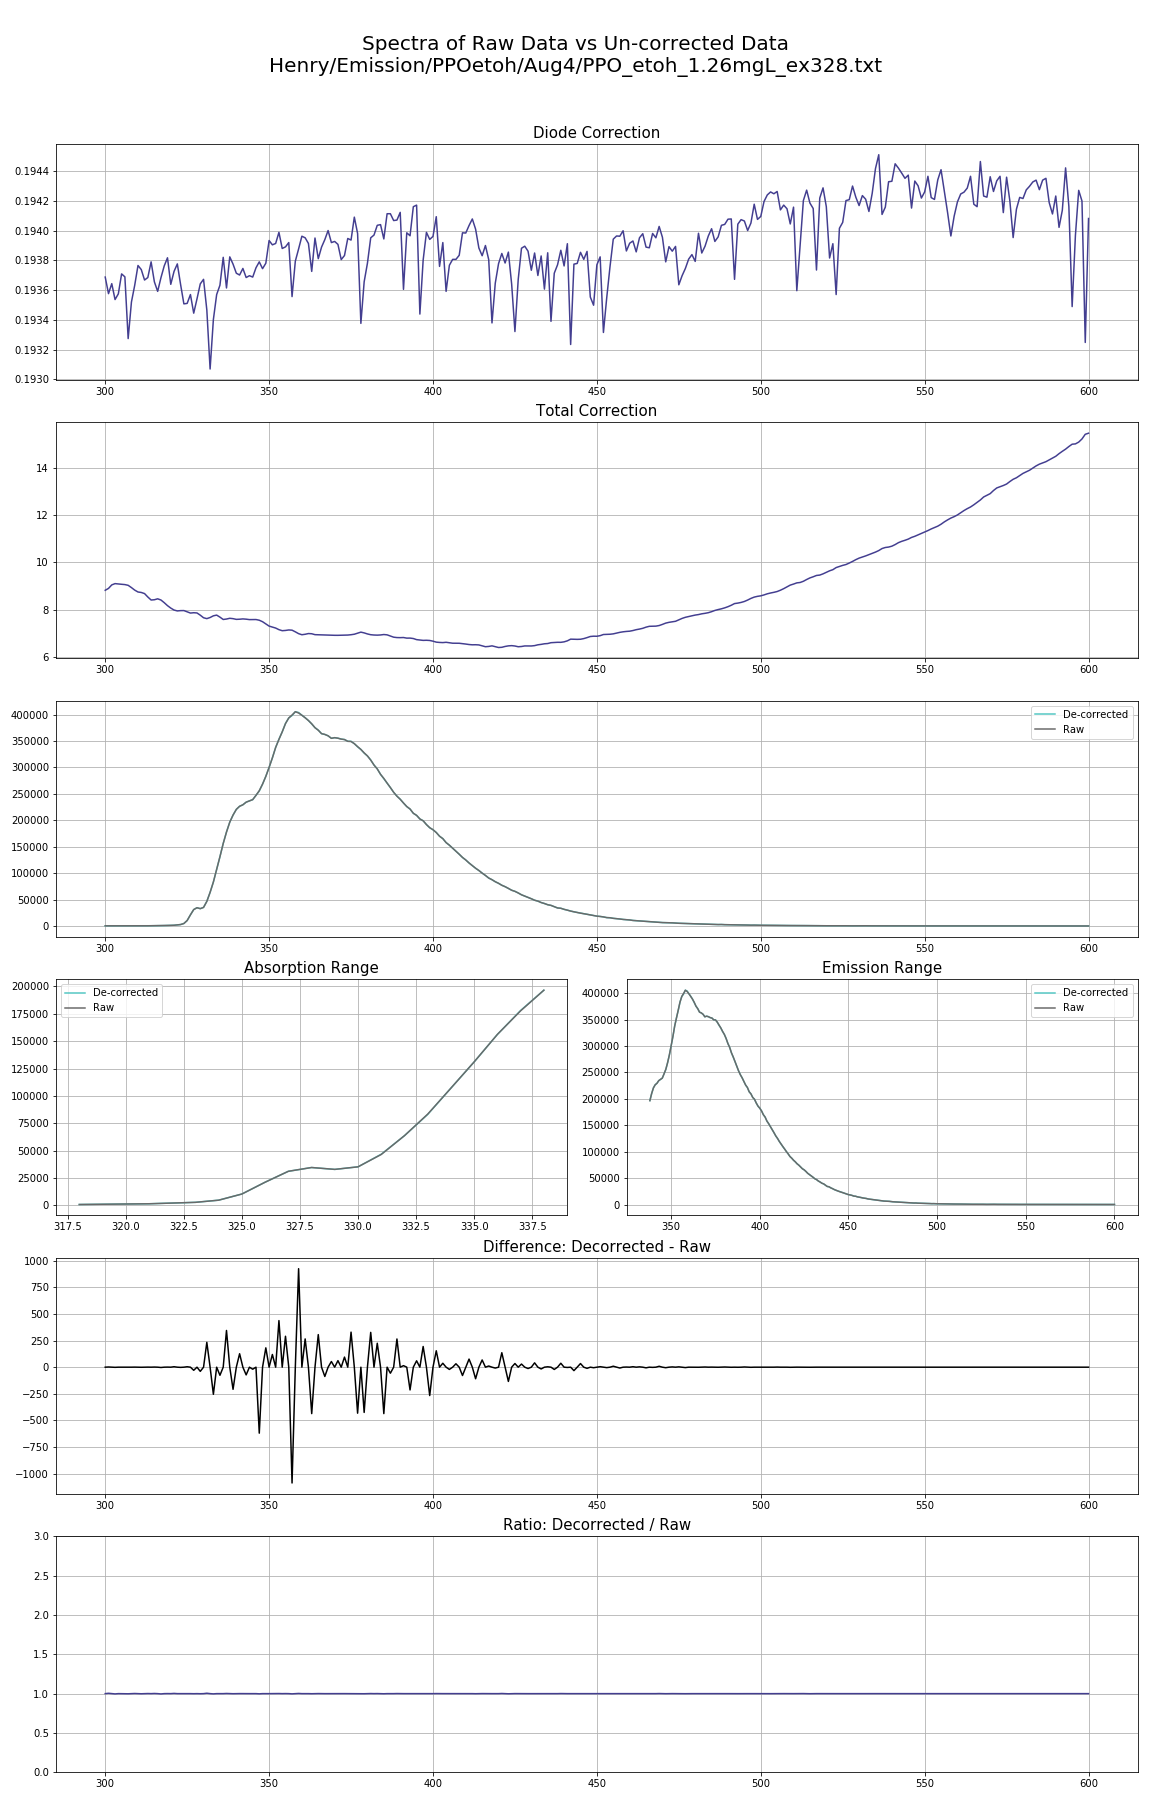 Spectra of Raw Data vs Un-corrected Data
Henry/Emission/PPOetoh/Aug4/PPO_etoh_1.26mgL_ex328.txt
Diode Correction
0.1944
0.1942
0.1940
0.1938
0.1936
0.1934
0.1932
0.1930
300 350 400 450 500 550 600
Total Correction
14
12
10
8
6
300 350 400 450 500 550 600
400000
350000
300000
250000
200000
150000
100000
50000
0
De-corrected
Raw
300 350 400 450 500 550 600
Absorption Range
200000
175000
150000
125000
100000
75000
50000
25000
0
De-corrected
Raw
317.5 320.0 322.5 325.0 327.5 330.0 332.5 335.0 337.5
Emission Range
400000
350000
300000
250000
200000
150000
100000
50000
0
De-corrected
Raw
350 400 450 500 550 600
Difference: Decorrected - Raw
1000
750
500
250
0
−250
−500
−750
−1000
300 350 400 450 500 550 600
Ratio: Decorrected / Raw
3.0
2.5
2.0
1.5
1.0
0.5
0.0
300 350 400 450 500 550 600